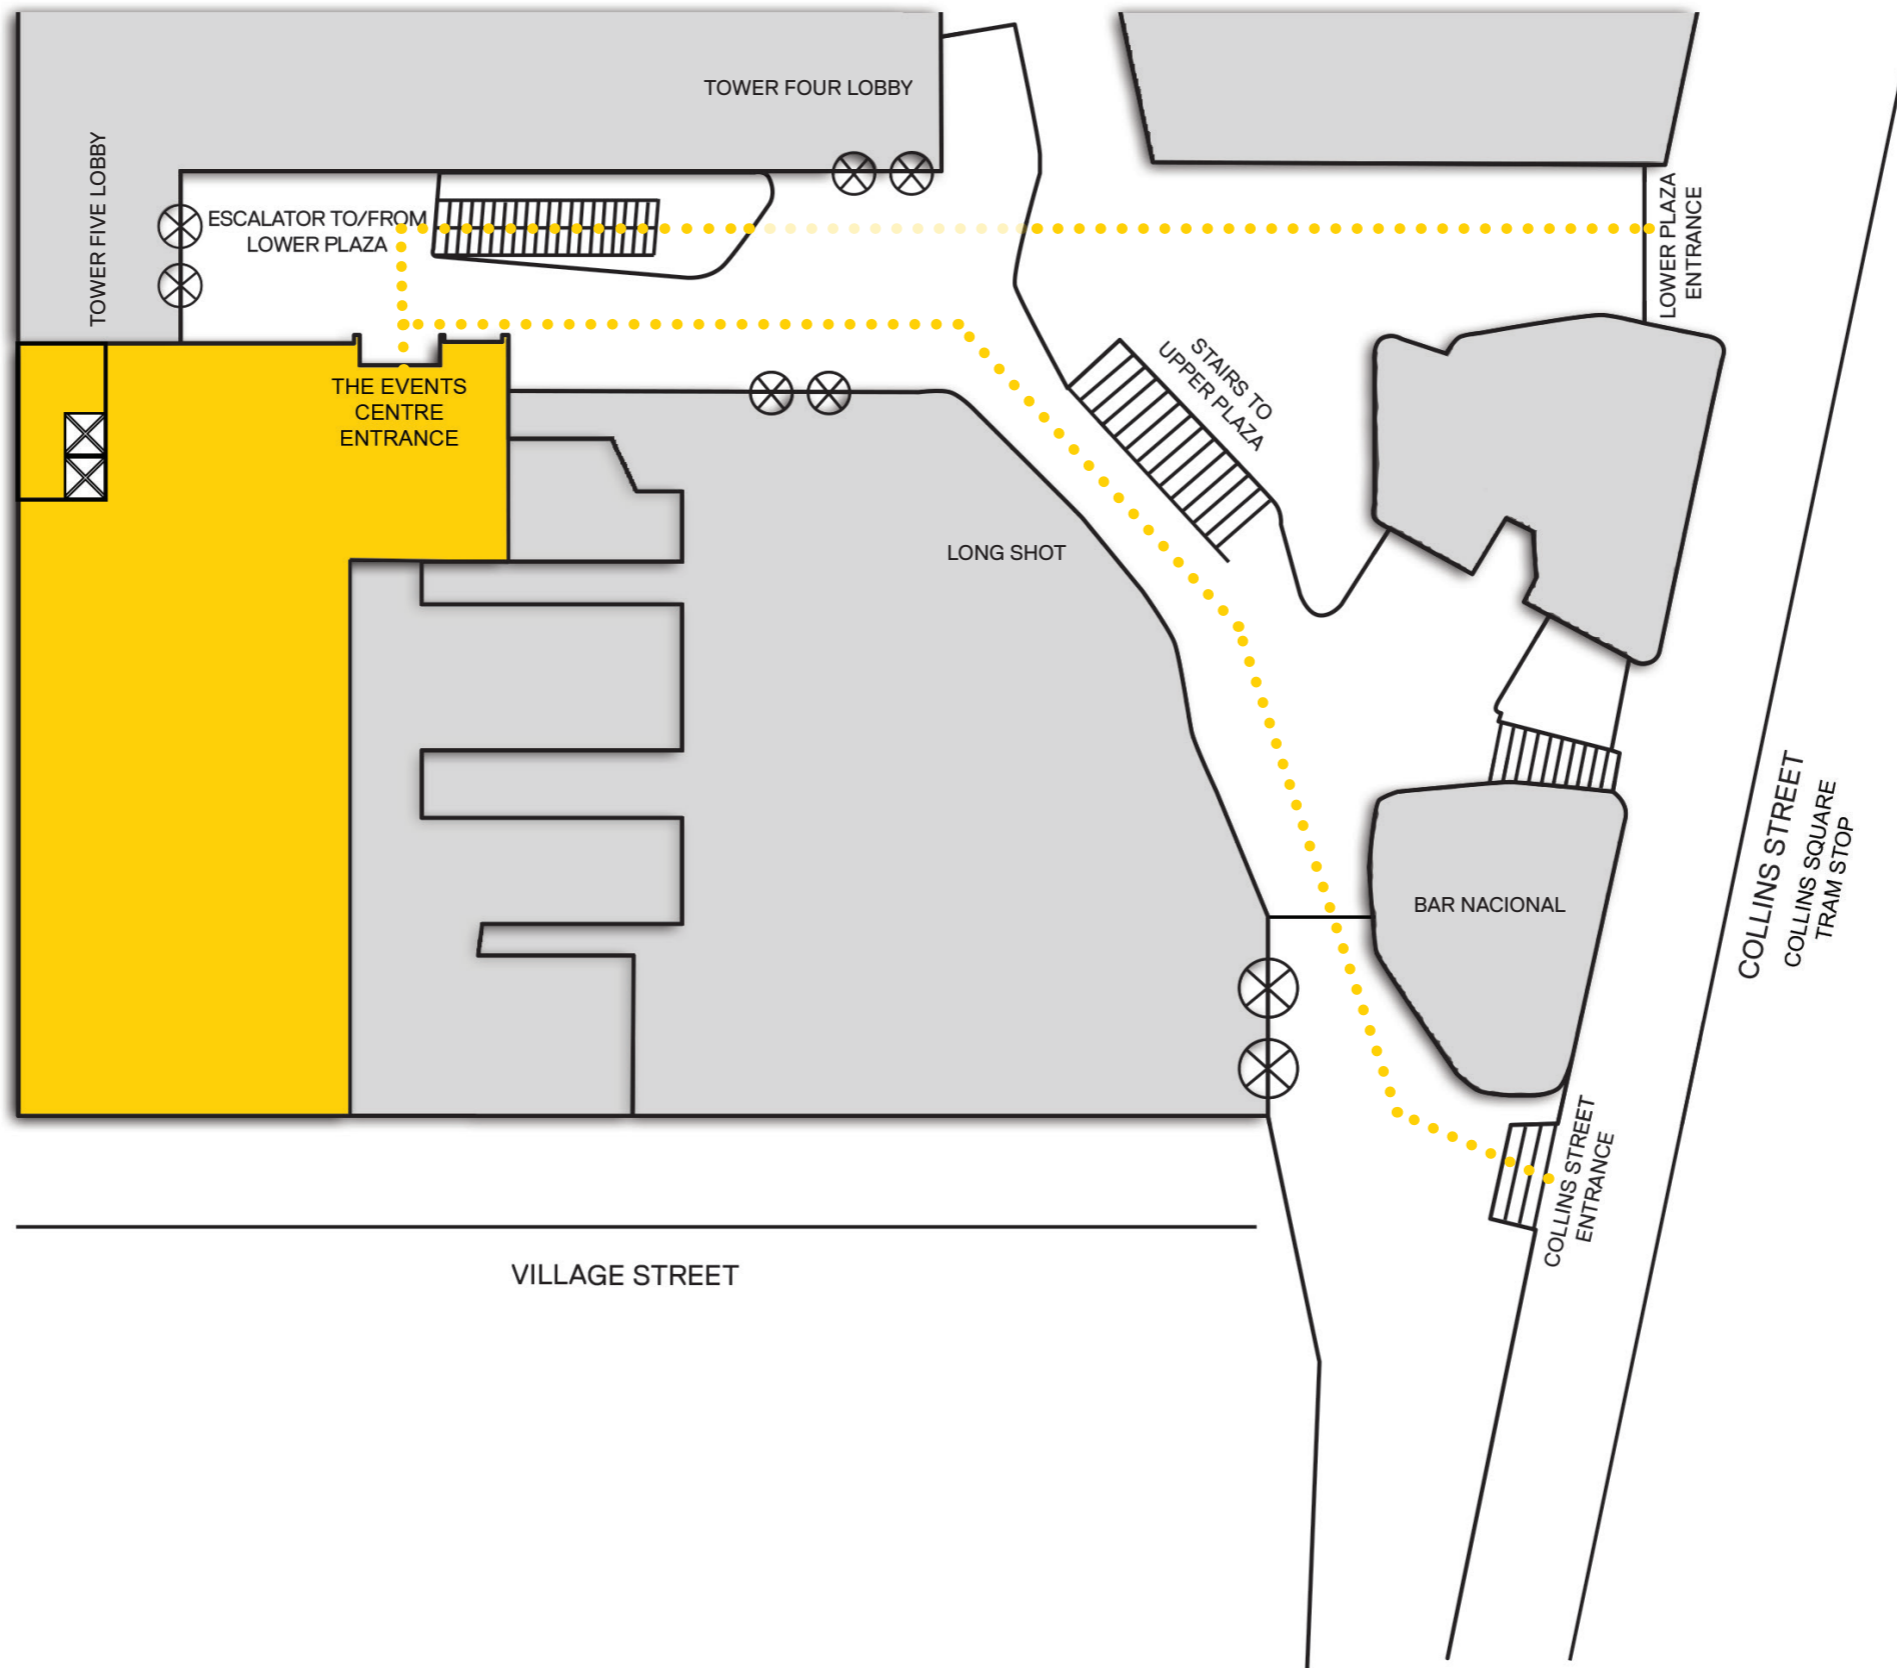 TOWER FOUR LOBBY
TOWER FIVE LOBBY
ESCALATOR TO/FROM
LOWER PLAZA
LOWER PLAZA
ENTRANCE
THE EVENTS
CENTRE
ENTRANCE
STAIRS TO
UPPER PLAZA
LONG SHOT
BAR NACIONAL
COLLINS STREET
COLLINS SQUARE
TRAM STOP
COLLINS STREET
ENTRANCE
VILLAGE STREET